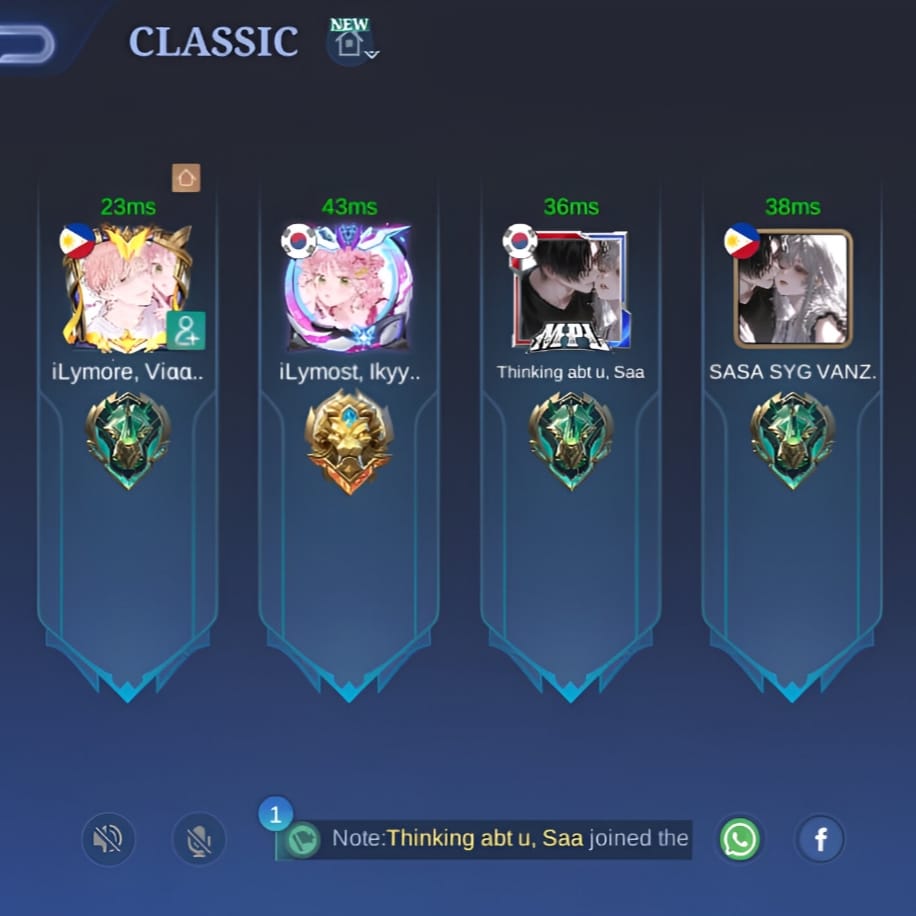 CLASSIC
NEW
23ms
43ms
36ms
38ms
MPL
iLymore, Viαα..
iLymost, Ikyy..
Thinking abt u, Saa
SASA SYG VANZ.
1
Note:Thinking abt u, Saa joined the
f